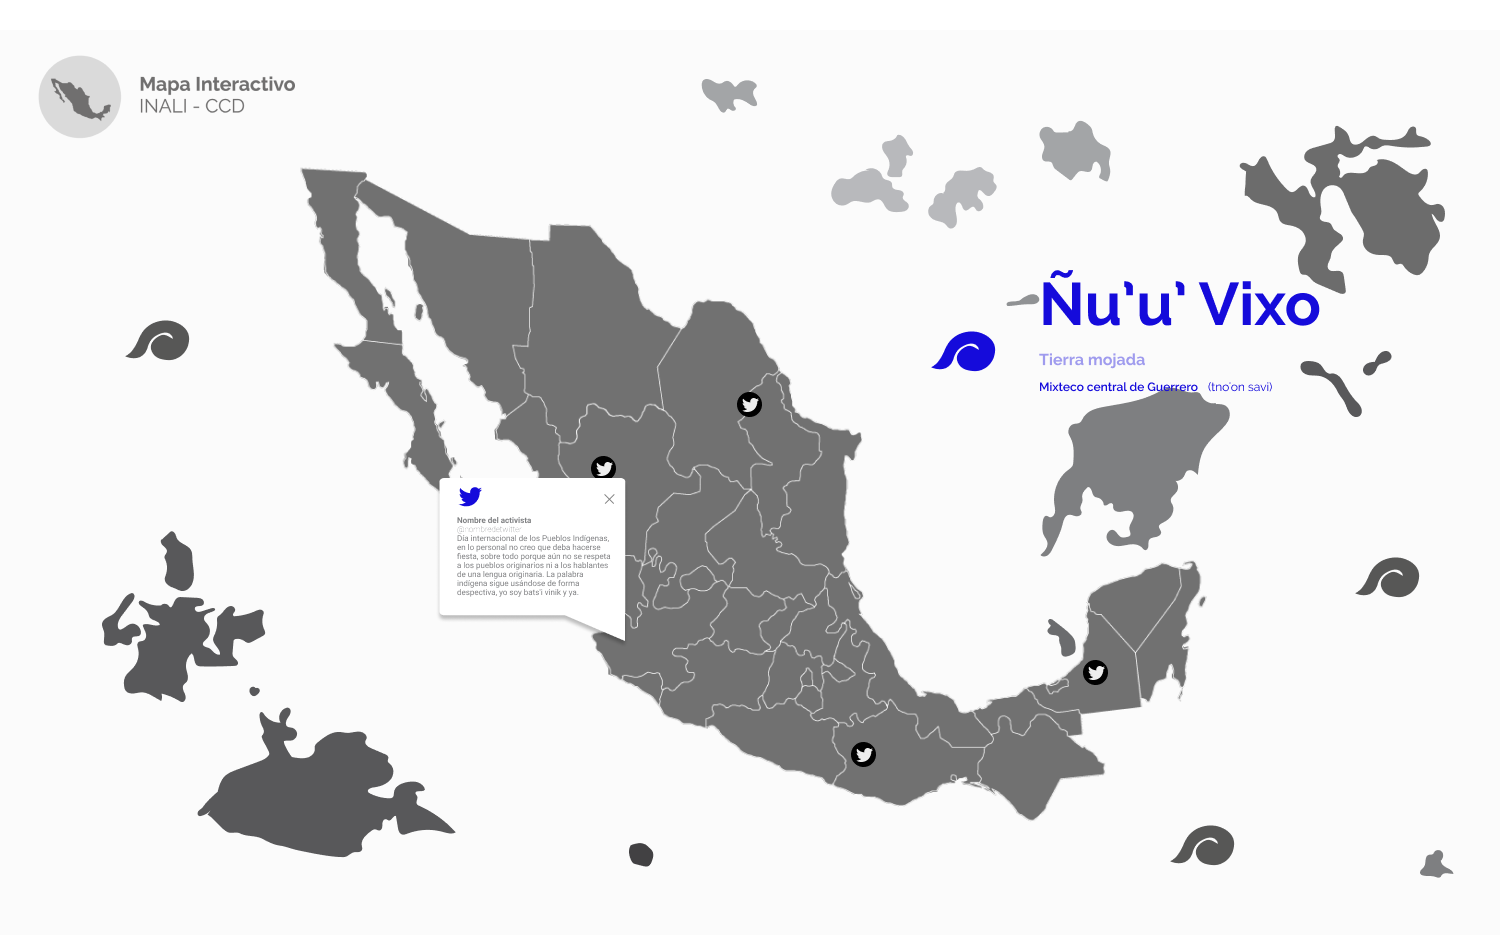 Mapa Interactivo
INALI - CCD
Ñu’u’ Vixo
Tierra mojada
Mixteco central de Guerrero (tno'on savi)
Nombre del activista
@nombredetwitter
Día internacional de los Pueblos Indígenas,
en lo personal no creo que deba hacerse
fiesta, sobre todo porque aún no se respeta
a los pueblos originarios ni a los hablantes
de una lengua originaria. La palabra
indígena sigue usándose de forma
despectiva, yo soy bats'i vinik y ya.